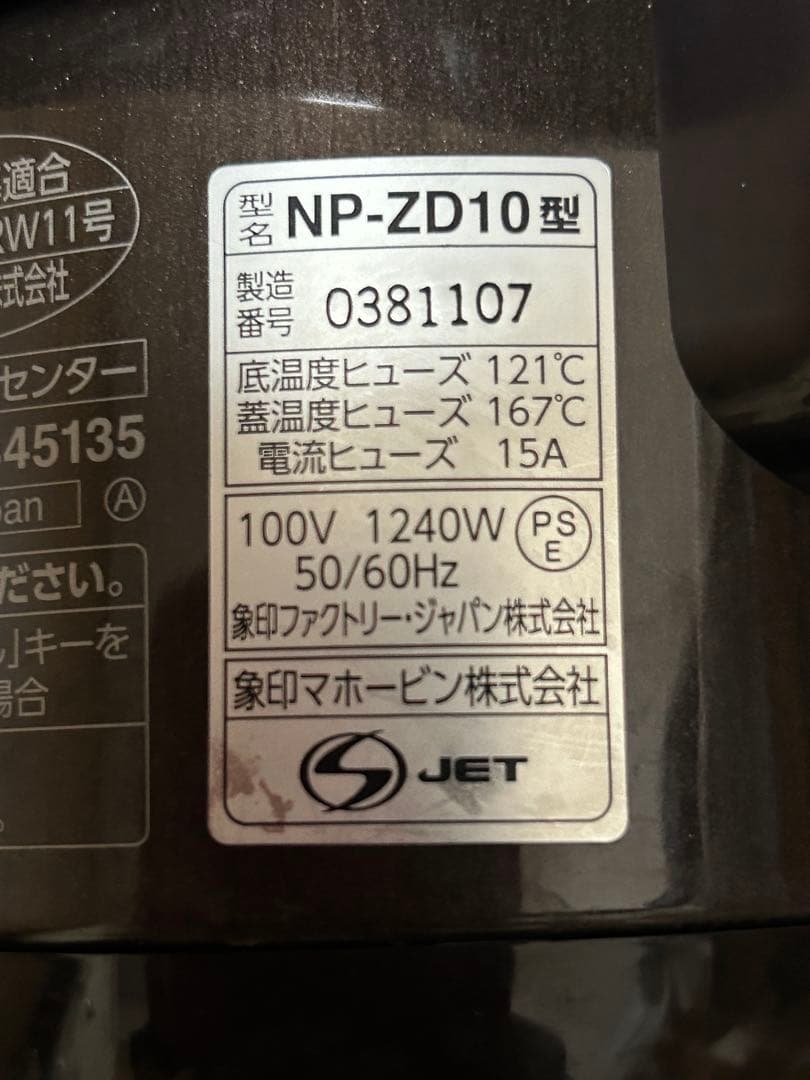 適合
RW11号
式会社
センター
45135
pan Ⓐ
ださい。
」キーを
場合
。
型名 NP-ZD10型
製造番号 0381107
底温度ヒューズ 121℃
蓋温度ヒューズ 167℃
電流ヒューズ 15A
100V 1240W PSE
50/60Hz
象印ファクトリー・ジャパン株式会社
象印マホービン株式会社
S JET